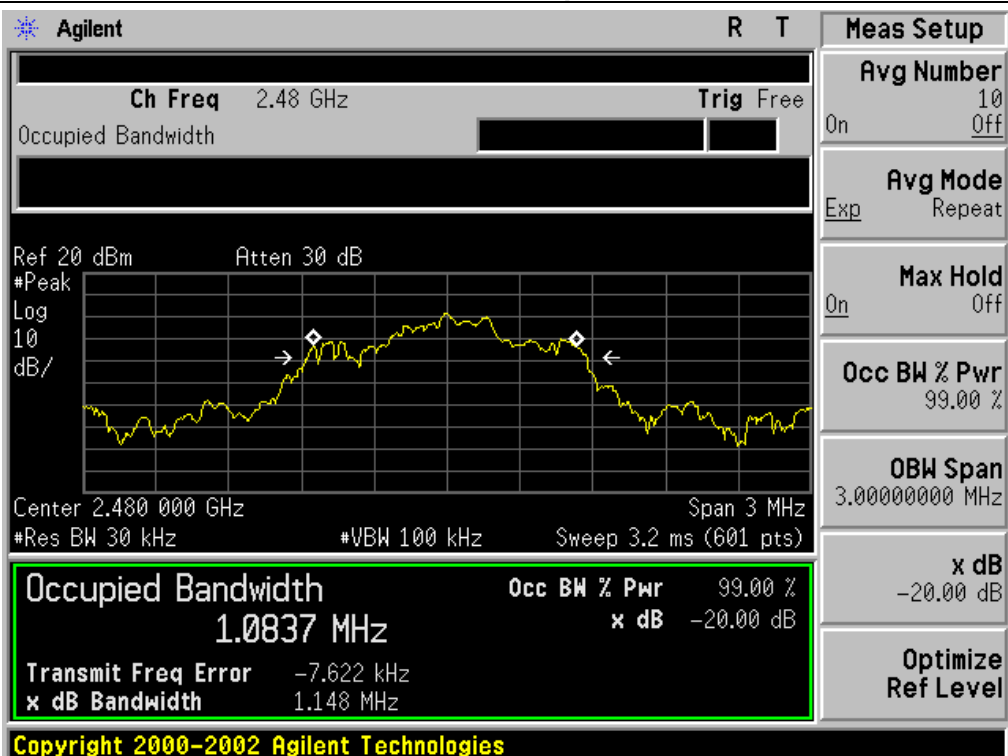 Agilent R T
Ch Freq 2.48 GHz Trig Free
Occupied Bandwidth
Ref 20 dBm Atten 30 dB
#Peak
Log
10
dB/
Center 2.480 000 GHz Span 3 MHz
#Res BW 30 kHz #VBW 100 kHz Sweep 3.2 ms (601 pts)
Occupied Bandwidth Occ BW % Pwr 99.00 %
1.0837 MHz x dB -20.00 dB
Transmit Freq Error -7.622 kHz
x dB Bandwidth 1.148 MHz
Copyright 2000-2002 Agilent Technologies
Meas Setup
Avg Number
10
On Off
Avg Mode
Exp Repeat
Max Hold
On Off
Occ BW % Pwr
99.00 %
OBW Span
3.00000000 MHz
x dB
-20.00 dB
Optimize
Ref Level